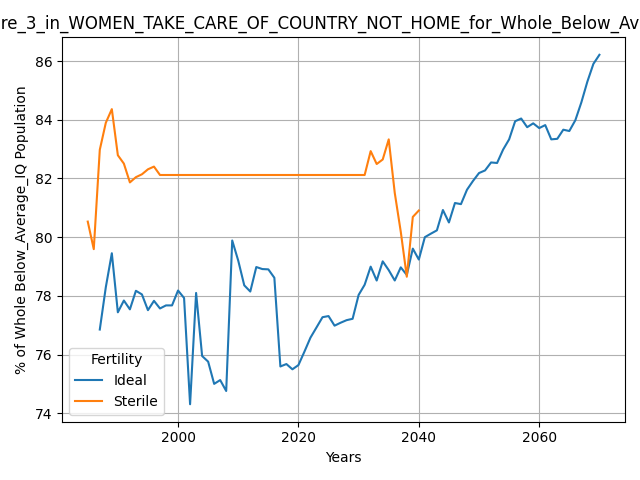 re_3_in_WOMEN_TAKE_CARE_OF_COUNTRY_NOT_HOME_for_Whole_Below_Av
% of Whole Below_Average_IQ Population
86
84
82
80
78
76
74
Fertility
Ideal
Sterile
2000 2020 2040 2060
Years